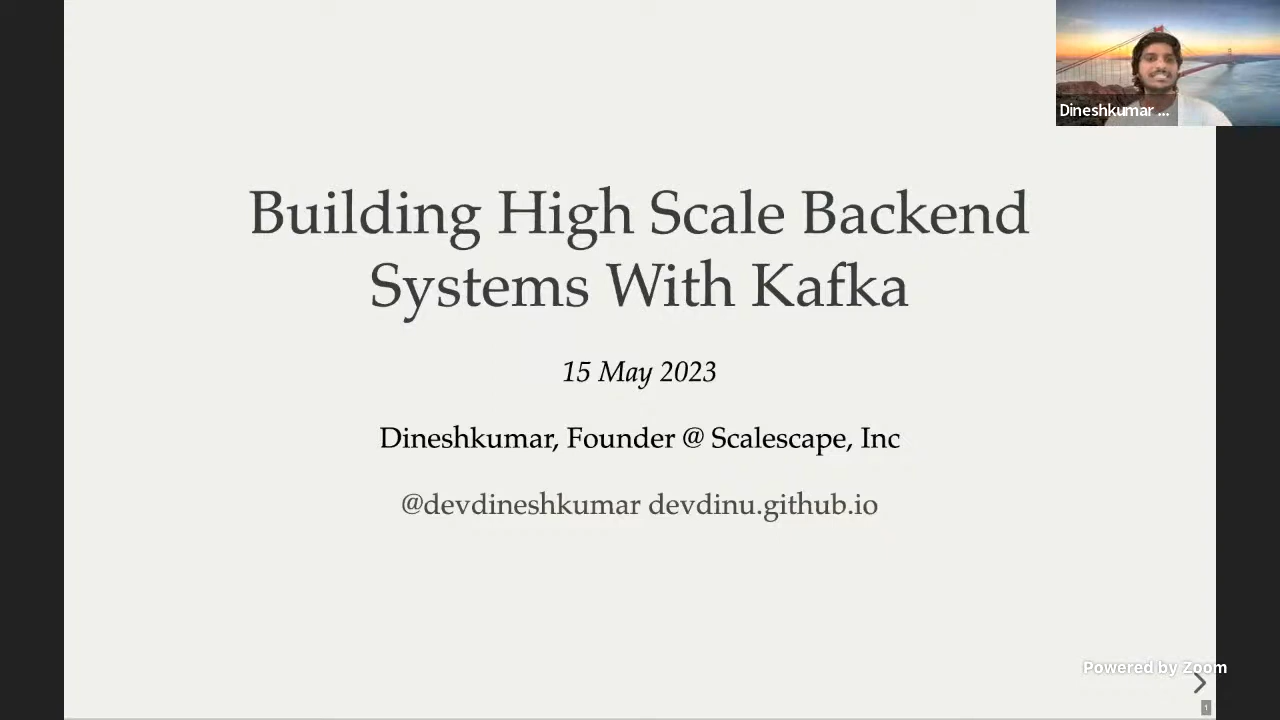 Dineshkumar ...
Building High Scale Backend
Systems With Kafka
15 May 2023
Dineshkumar, Founder @ Scalescape, Inc
@devdineshkumar devdinu.github.io
Powered by Zoom
1